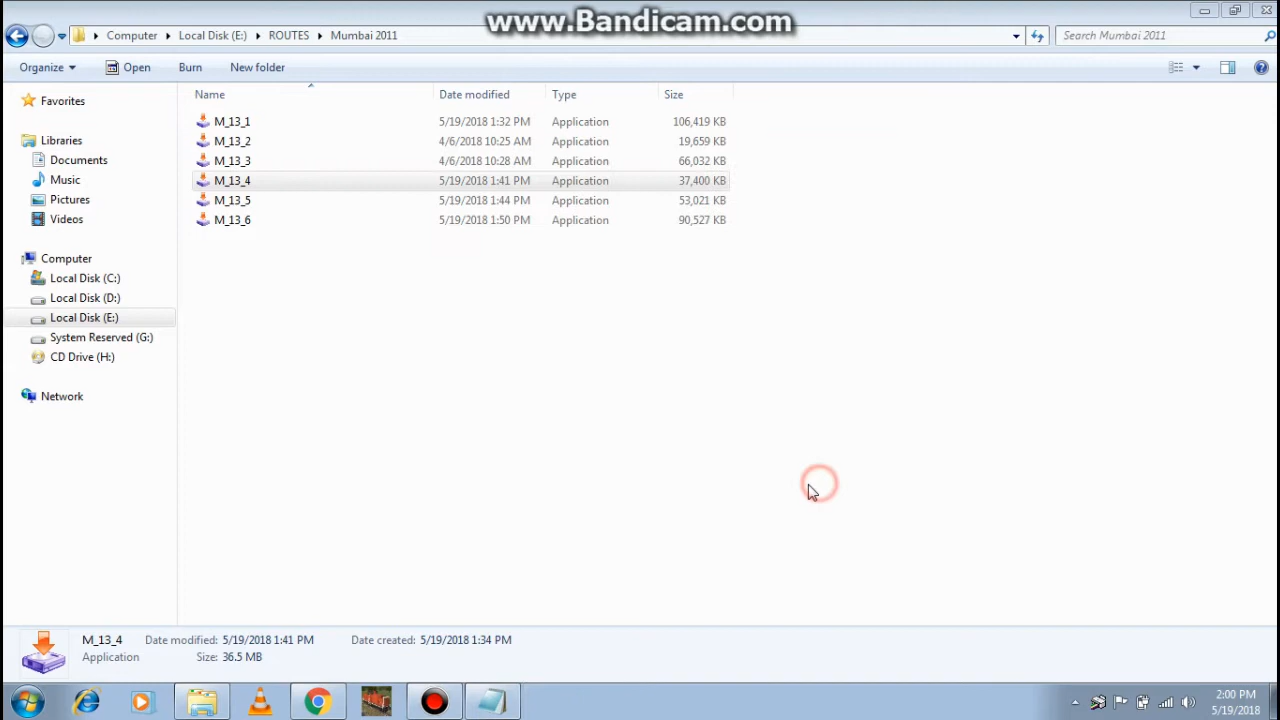 www.Bandicam.com
Computer Local Disk (E:) ROUTES Mumbai 2011 Search Mumbai 2011
Organize Open Burn New folder
Name Date modified Type Size
Favorites
Libraries
Documents
Music
Pictures
Videos
Computer
Local Disk (C:)
Local Disk (D:)
Local Disk (E:)
System Reserved (G:)
CD Drive (H:)
Network
M_13_1 5/19/2018 1:32 PM Application 106,419 KB
M_13_2 4/6/2018 10:25 AM Application 19,659 KB
M_13_3 4/6/2018 10:28 AM Application 66,032 KB
M_13_4 5/19/2018 1:41 PM Application 37,400 KB
M_13_5 5/19/2018 1:44 PM Application 53,021 KB
M_13_6 5/19/2018 1:50 PM Application 90,527 KB
M_13_4 Date modified: 5/19/2018 1:41 PM Date created: 5/19/2018 1:34 PM
Application Size: 36.5 MB
2:00 PM
5/19/2018